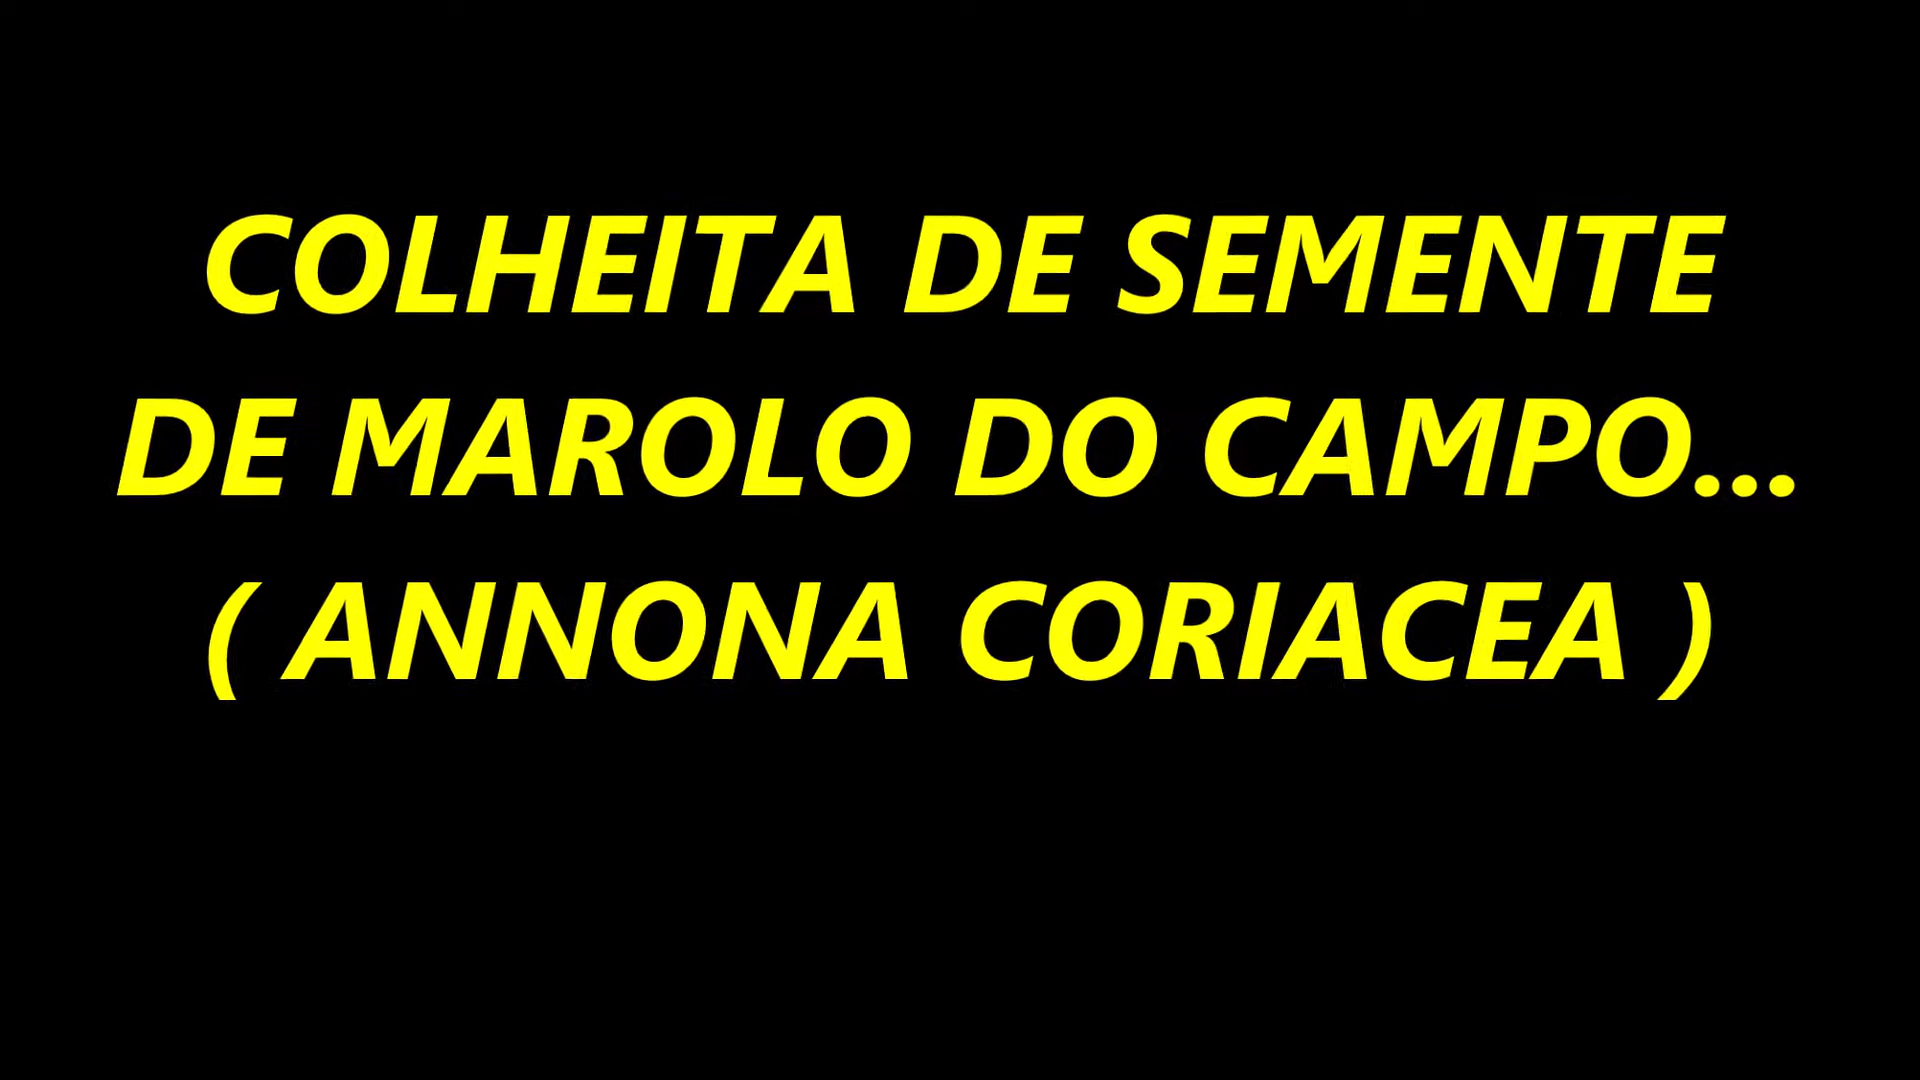 COLHEITA DE SEMENTE
DE MAROLO DO CAMPO...
( ANNONA CORIACEA )